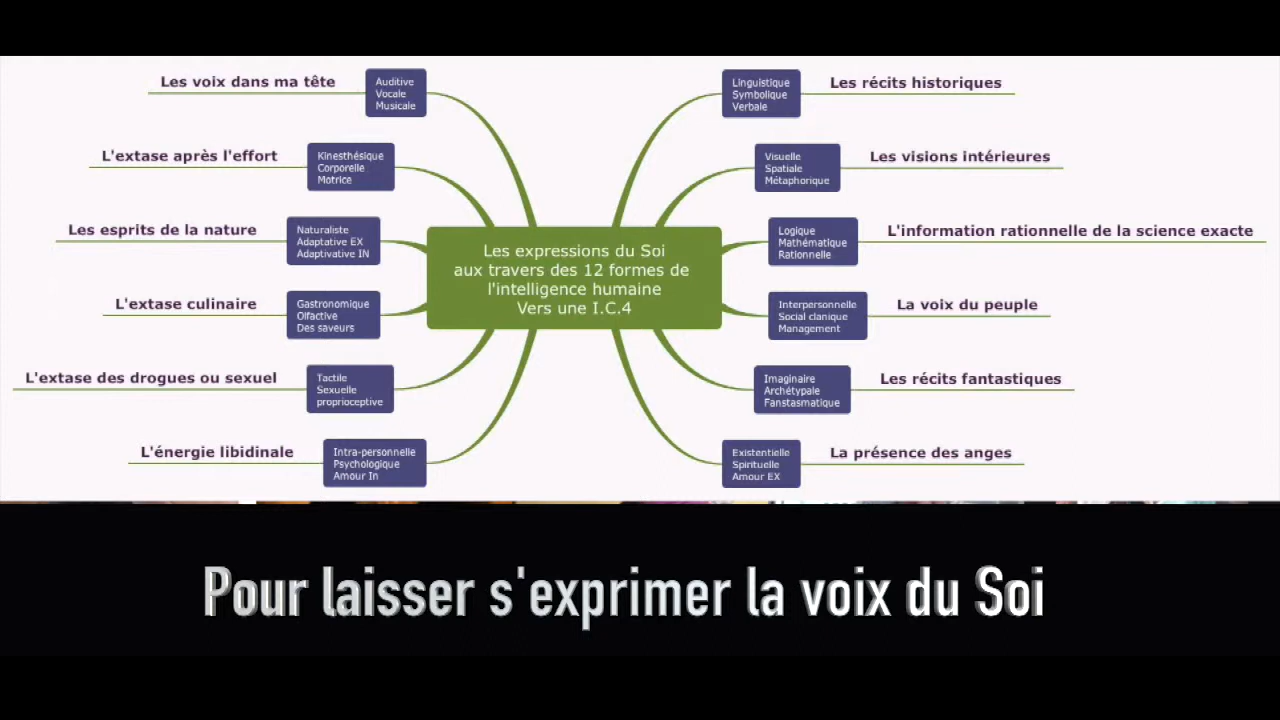 Les expressions du Soi
aux travers des 12 formes de
l'intelligence humaine
Vers une I.C.4
Les voix dans ma tête
Auditive
Vocale
Musicale
L'extase après l'effort
Kinesthésique
Corporelle
Motrice
Les esprits de la nature
Naturaliste
Adaptative EX
Adaptivative IN
L'extase culinaire
Gastronomique
Olfactive
Des saveurs
L'extase des drogues ou sexuel
Tactile
Sexuelle
proprioceptive
L'énergie libidinale
Intra-personnelle
Psychologique
Amour In
Linguistique
Symbolique
Verbale
Les récits historiques
Visuelle
Spatiale
Métaphorique
Les visions intérieures
Logique
Mathématique
Rationnelle
L'information rationnelle de la science exacte
Interpersonnelle
Social clanique
Management
La voix du peuple
Imaginaire
Archétypale
Fanstasmatique
Les récits fantastiques
Existentielle
Spirituelle
Amour EX
La présence des anges
Pour laisser s'exprimer la voix du Soi